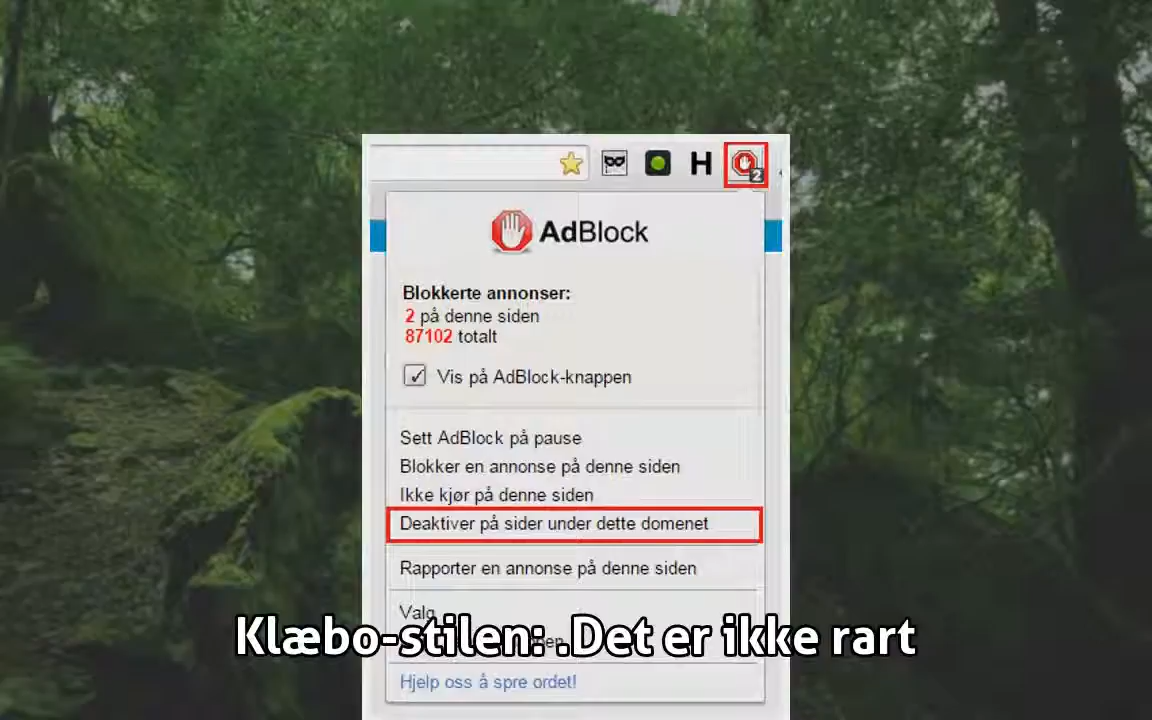 H
2
AdBlock
Blokkerte annonser:
2 på denne siden
87102 totalt
Vis på AdBlock-knappen
Sett AdBlock på pause
Blokker en annonse på denne siden
Ikke kjør på denne siden
Deaktiver på sider under dette domenet
Rapporter en annonse på denne siden
Valg
Klæbo-stilen: .Det er ikke rart
Hjelp oss å spre ordet!